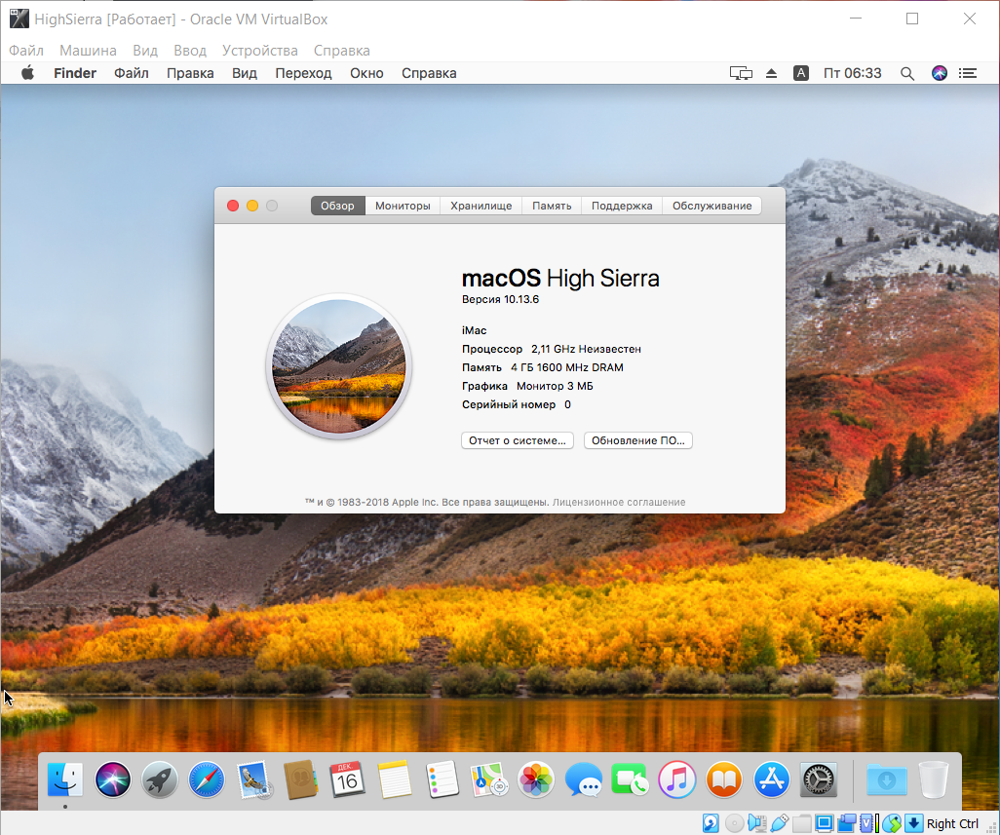 HighSierra [Работает] - Oracle VM VirtualBox
Файл Машина Вид Ввод Устройства Справка
Finder Файл Правка Вид Переход Окно Справка A Пт 06:33
Обзор Мониторы Хранилище Память Поддержка Обслуживание
macOS High Sierra
Версия 10.13.6
iMac
Процессор 2,11 GHz Неизвестен
Память 4 ГБ 1600 MHz DRAM
Графика Монитор 3 МБ
Серийный номер 0
Отчет о системе... Обновление ПО...
™ и © 1983-2018 Apple Inc. Все права защищены. Лицензионное соглашение
ДЕК.
16
3D
Right Ctrl